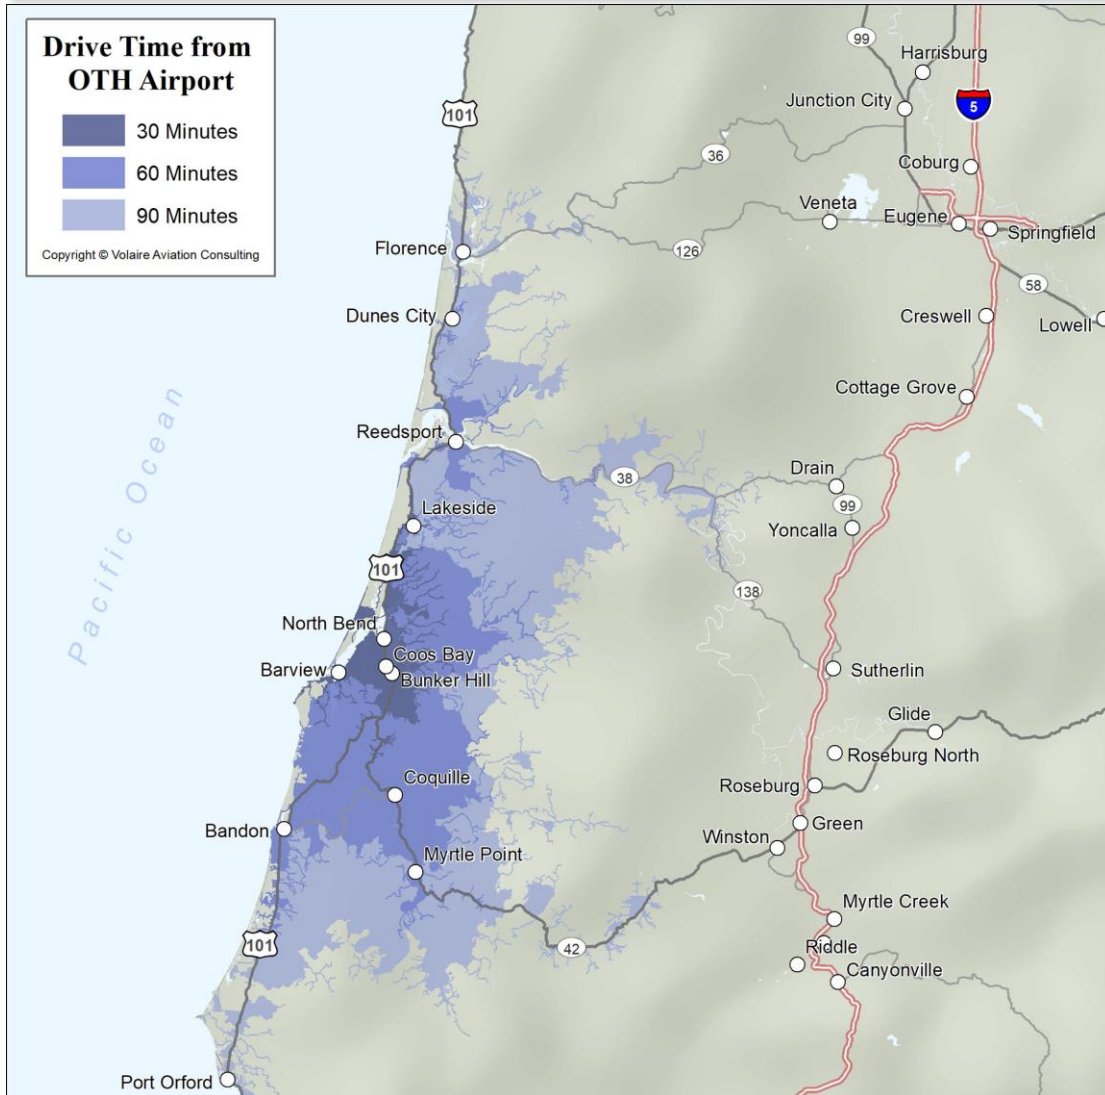 Drive Time from
OTH Airport
30 Minutes
60 Minutes
90 Minutes
Copyright © Volaire Aviation Consulting
99
Harrisburg
Junction City
5
101
36
Coburg
Veneta
Eugene
Springfield
Florence
126
58
Dunes City
Creswell
Lowell
Cottage Grove
Pacific Ocean
Reedsport
Drain
38
99
Lakeside
Yoncalla
101
138
North Bend
Coos Bay
Barview
Bunker Hill
Sutherlin
Glide
Roseburg North
Coquille
Roseburg
Bandon
Green
Winston
Myrtle Point
Myrtle Creek
101
42
Riddle
Canyonville
Port Orford